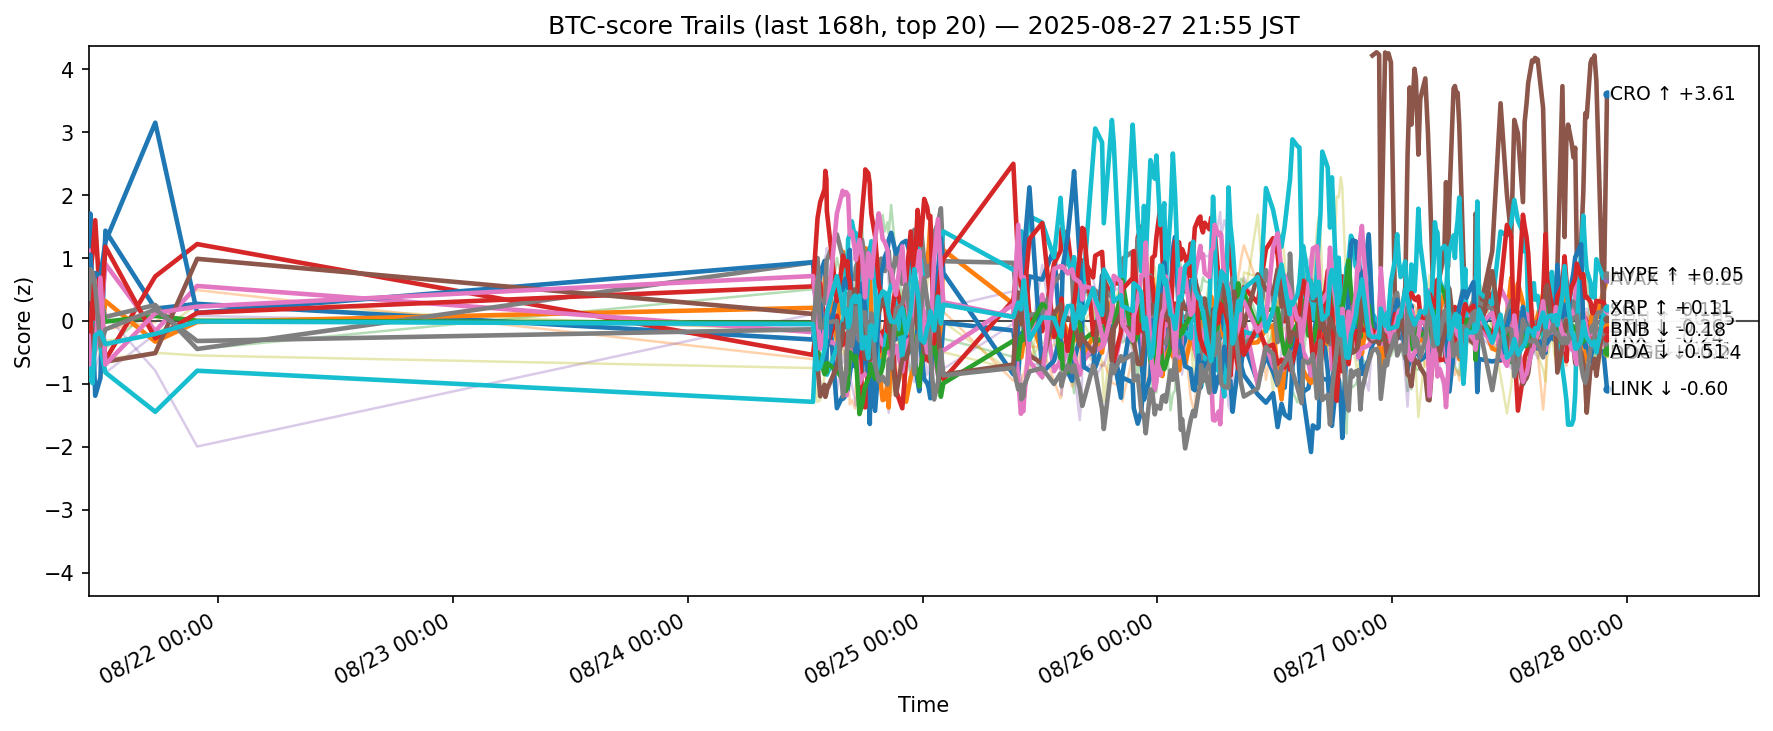 BTC-score Trails (last 168h, top 20) — 2025-08-27 21:55 JST
Score (z)
4
3
2
1
0
−1
−2
−3
−4
CRO ↑ +3.61
HYPE ↑ +0.05
XRP ↑ +0.11
BNB ↓ -0.18
ADA ↓ -0.51
LINK ↓ -0.60
08/22 00:00
08/23 00:00
08/24 00:00
08/25 00:00
08/26 00:00
08/27 00:00
08/28 00:00
Time